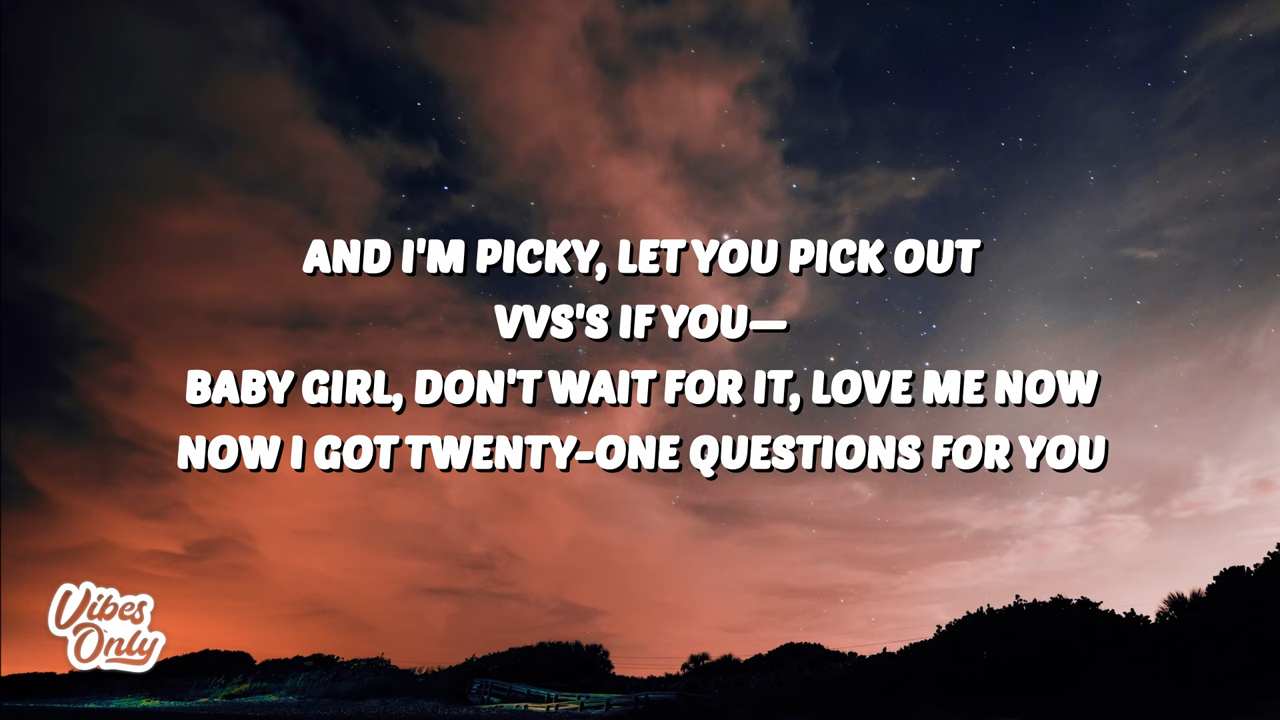 AND I'M PICKY, LET YOU PICK OUT
VVS'S IF YOU—
BABY GIRL, DON'T WAIT FOR IT, LOVE ME NOW
NOW I GOT TWENTY-ONE QUESTIONS FOR YOU
Vibes
Only